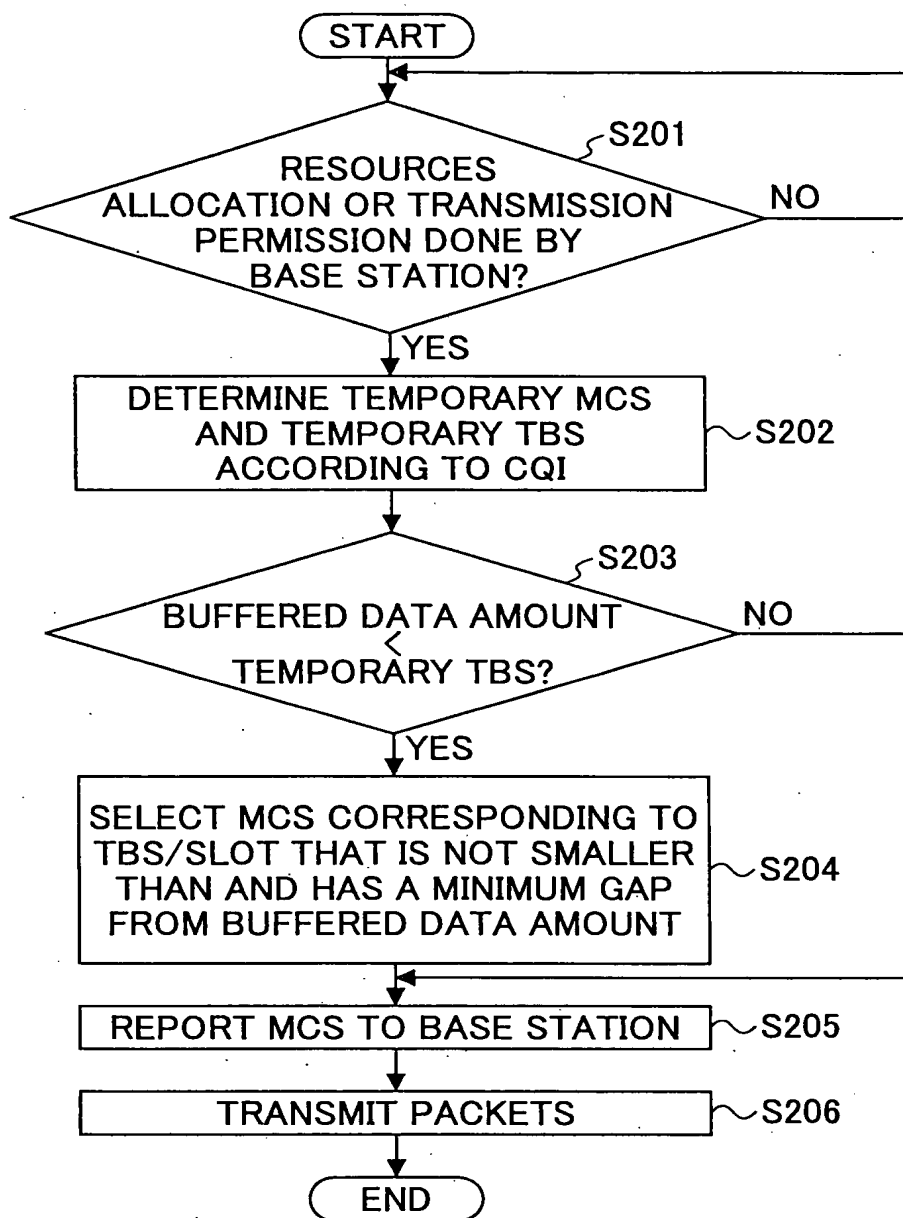 START
S201
RESOURCES
ALLOCATION OR TRANSMISSION
PERMISSION DONE BY
BASE STATION?
NO
YES
DETERMINE TEMPORARY MCS
AND TEMPORARY TBS
ACCORDING TO CQI
S202
S203
BUFFERED DATA AMOUNT
<
TEMPORARY TBS?
NO
YES
SELECT MCS CORRESPONDING TO
TBS/SLOT THAT IS NOT SMALLER
THAN AND HAS A MINIMUM GAP
FROM BUFFERED DATA AMOUNT
S204
REPORT MCS TO BASE STATION
S205
TRANSMIT PACKETS
S206
END